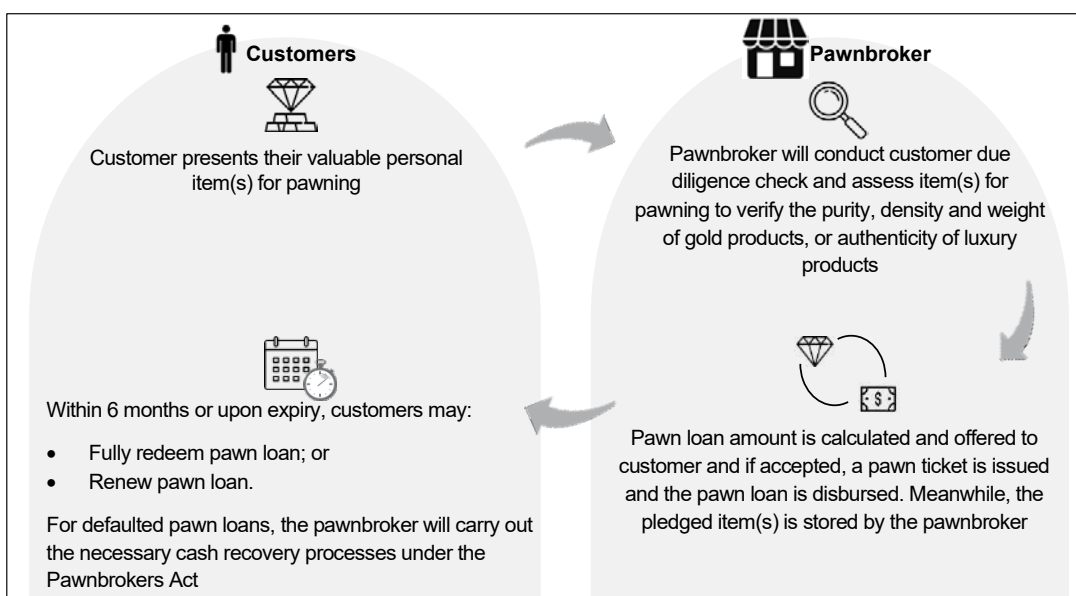 Customers
Customer presents their valuable personal
item(s) for pawning
Pawnbroker
Pawnbroker will conduct customer due
diligence check and assess item(s) for
pawning to verify the purity, density and weight
of gold products, or authenticity of luxury
products
$
Pawn loan amount is calculated and offered to
customer and if accepted, a pawn ticket is issued
and the pawn loan is disbursed. Meanwhile, the
pledged item(s) is stored by the pawnbroker
Within 6 months or upon expiry, customers may:
• Fully redeem pawn loan; or
• Renew pawn loan.
For defaulted pawn loans, the pawnbroker will carry out
the necessary cash recovery processes under the
Pawnbrokers Act